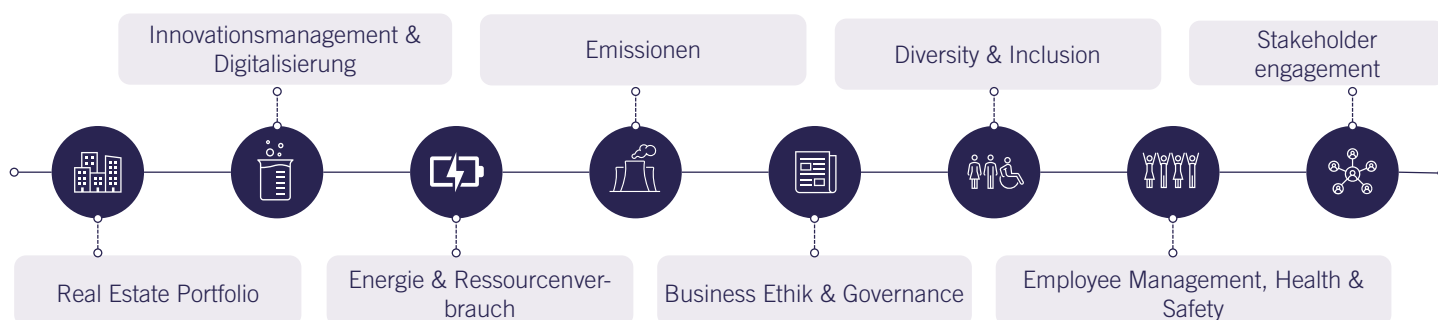 Innovationsmanagement &
Digitalisierung
Emissionen
Diversity & Inclusion
Stakeholder
engagement
Real Estate Portfolio
Energie & Ressourcenver-
brauch
Business Ethik & Governance
Employee Management, Health &
Safety